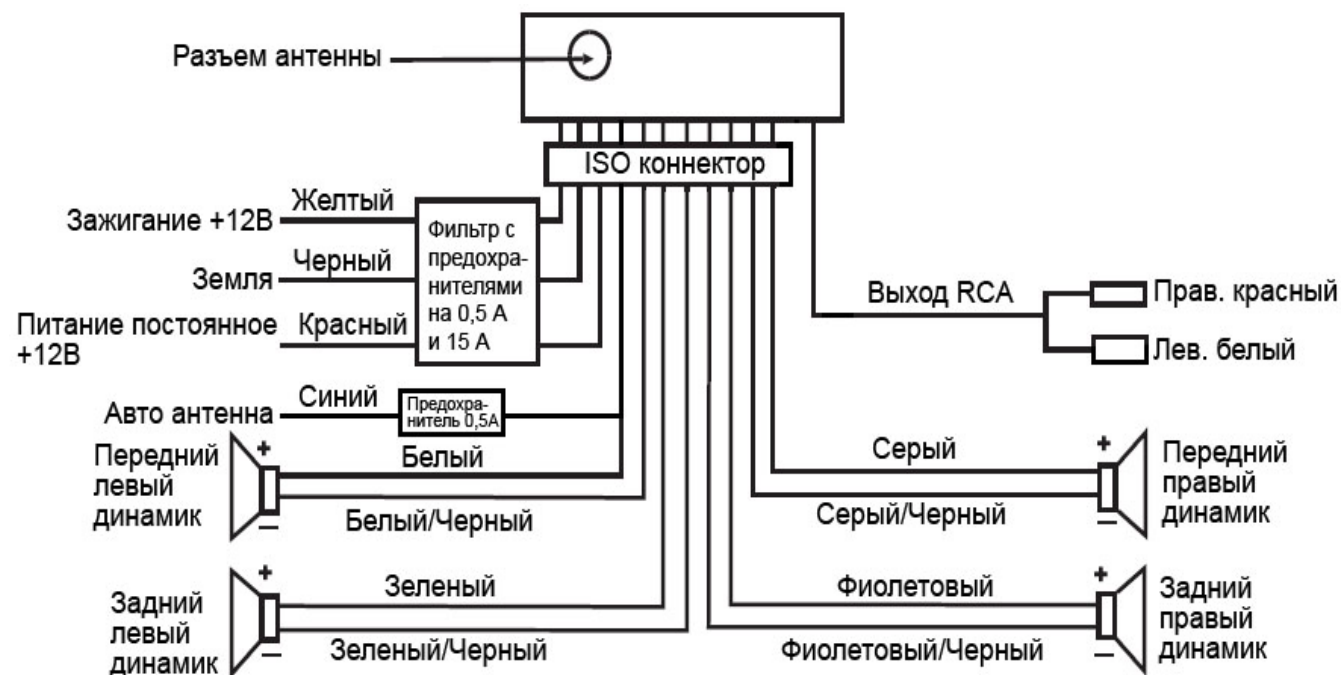 Разъем антенны
ISO коннектор
Зажигание +12В
Желтый
Земля
Черный
Питание постоянное
+12В
Красный
Фильтр с
предохра-
нителями
на 0,5 А
и 15 А
Авто антенна
Синий
Предохра-
нитель 0,5А
Выход RCA
Прав. красный
Лев. белый
Передний
левый
динамик
+
–
Белый
Белый/Черный
Серый
Серый/Черный
+
–
Передний
правый
динамик
Задний
левый
динамик
+
–
Зеленый
Зеленый/Черный
Фиолетовый
Фиолетовый/Черный
+
–
Задний
правый
динамик